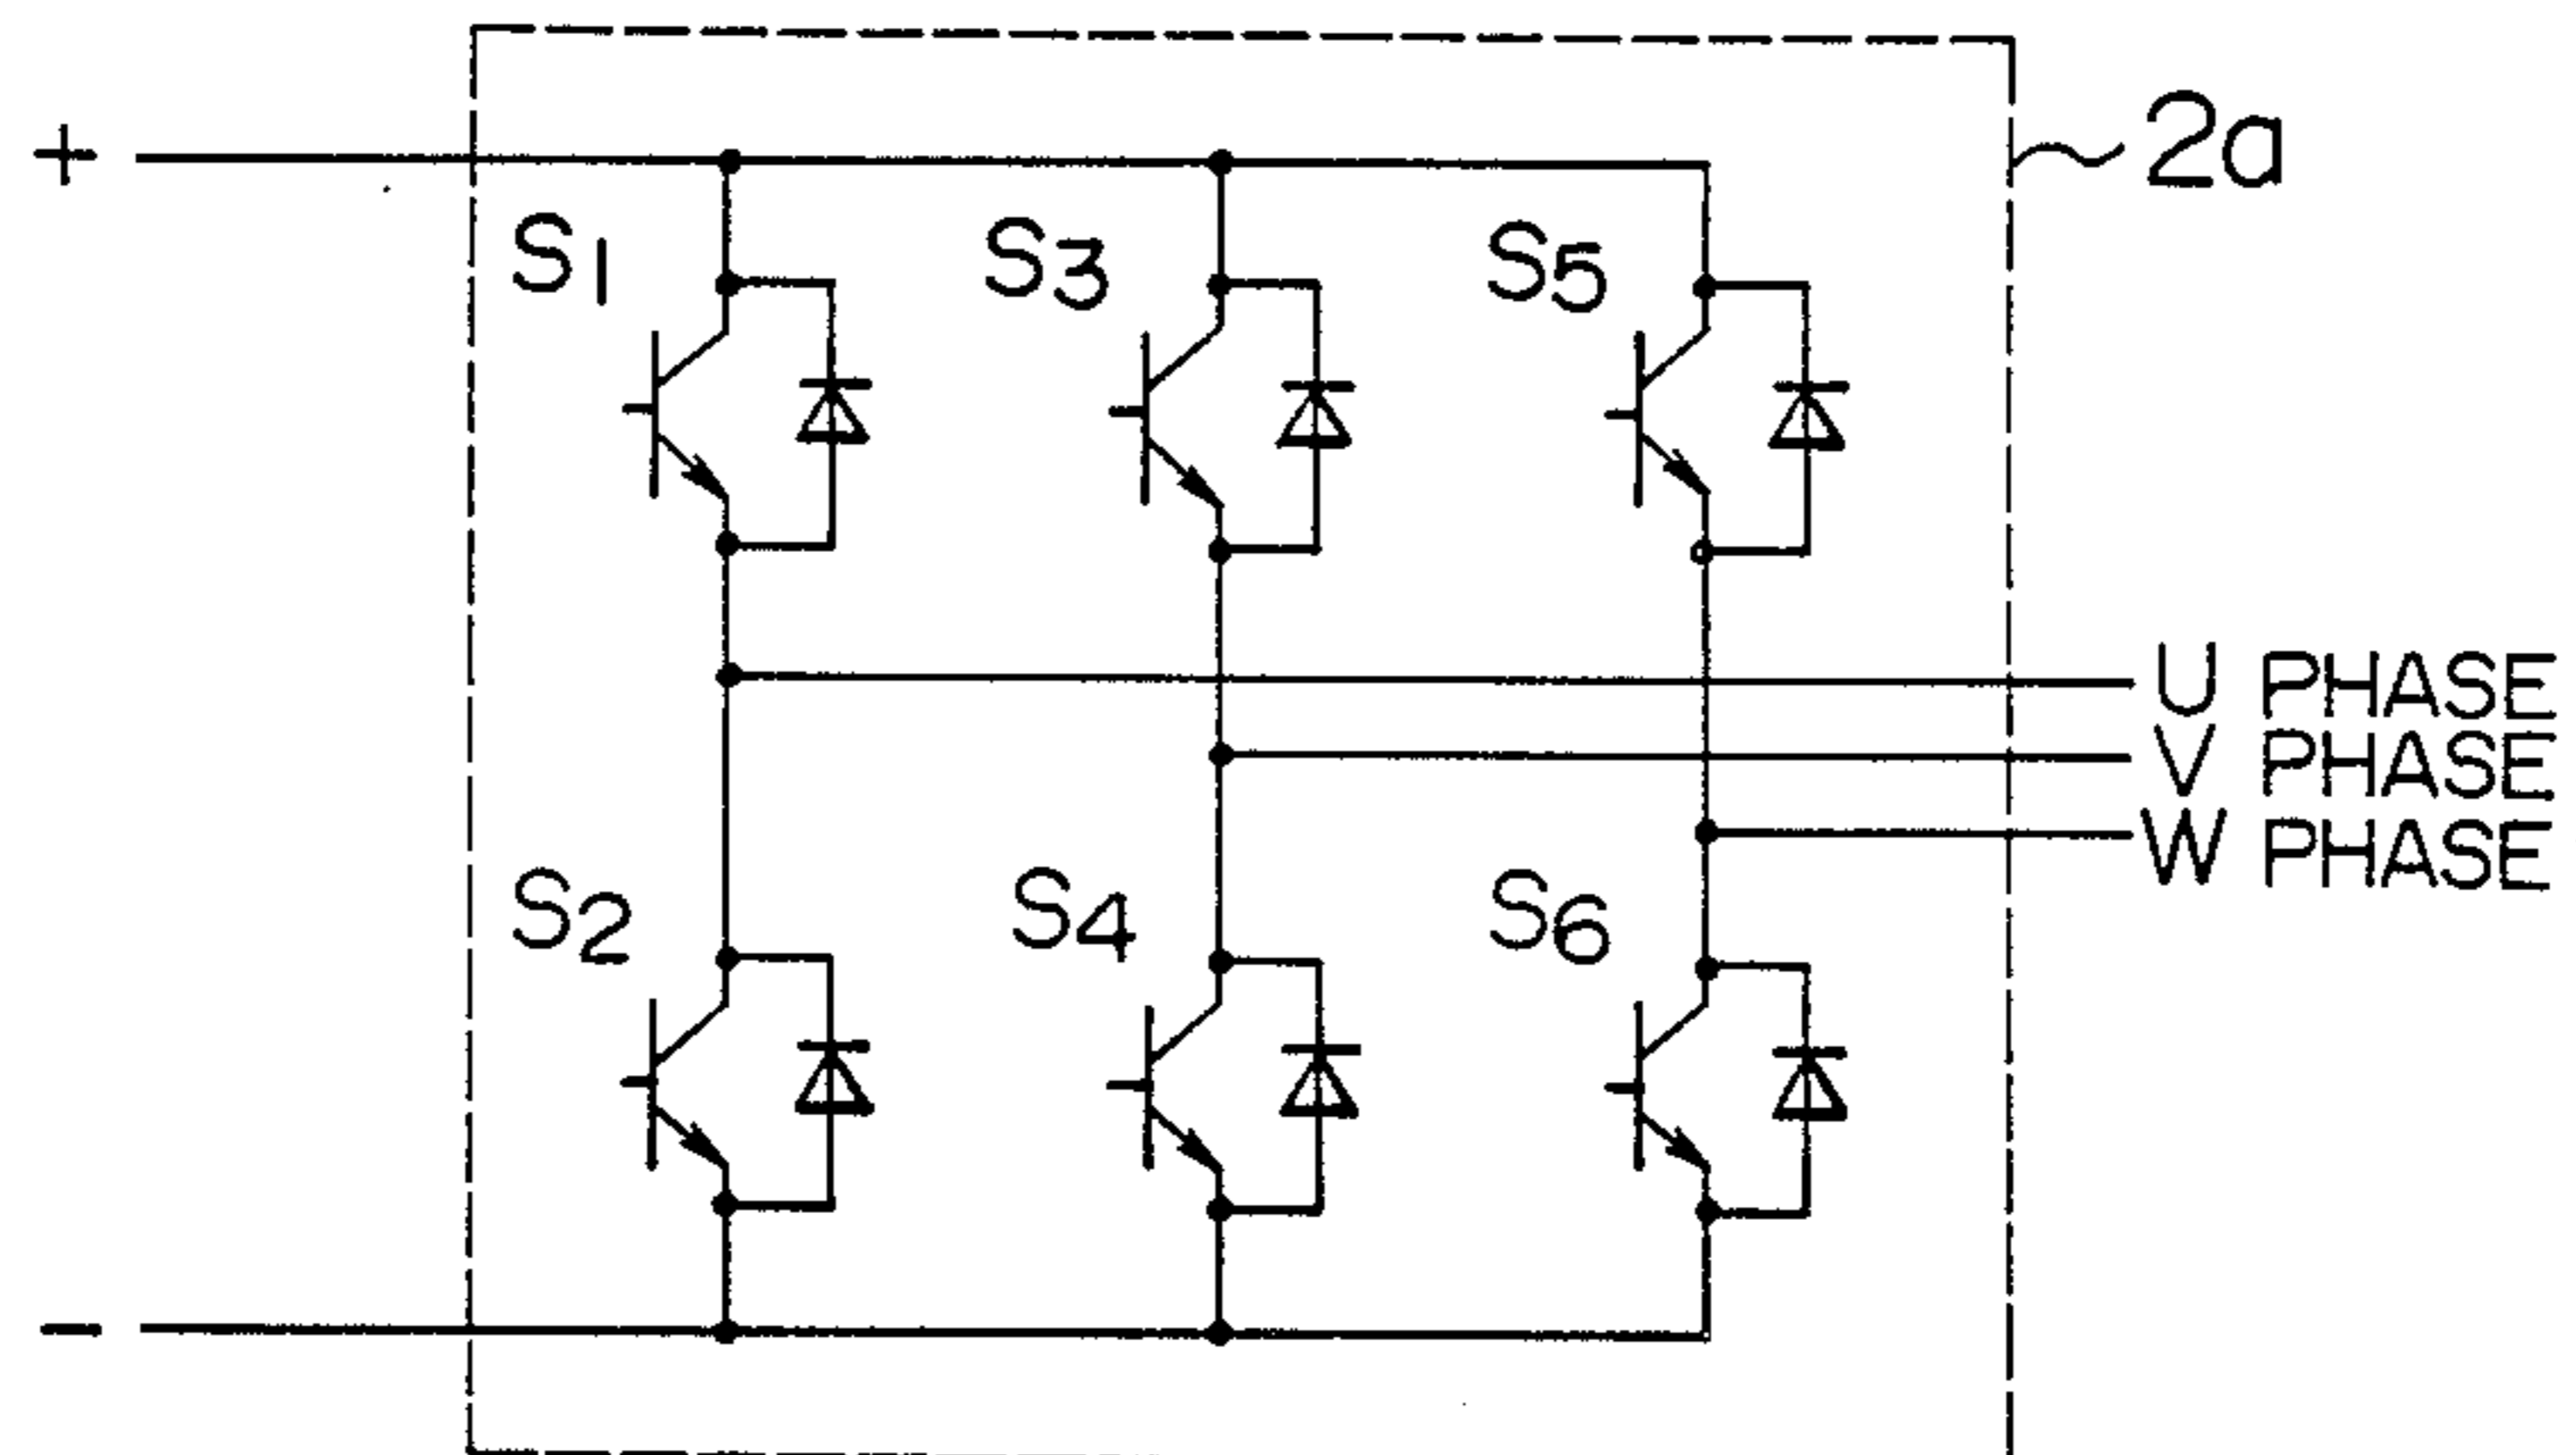 +
2a
S1
S3
S5
U PHASE
V PHASE
W PHASE
S2
S4
S6
−